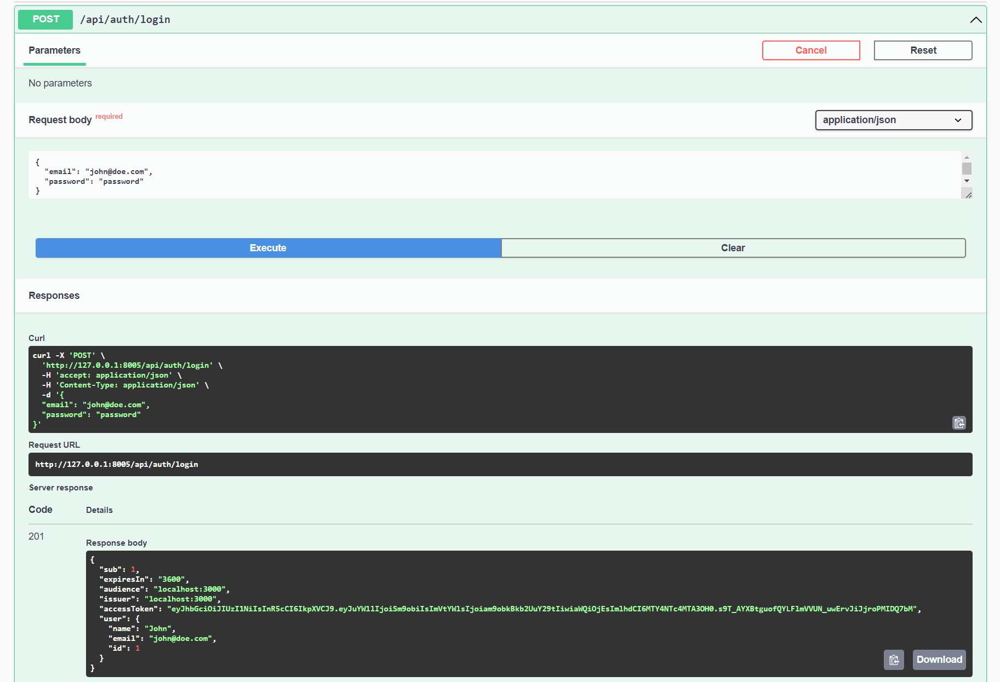 POST /api/auth/login
Parameters
Cancel
Reset
No parameters
Request body required
application/json
{
  "email": "john@doe.com",
  "password": "password"
}
Execute
Clear
Responses
Curl
curl -X 'POST' \
  'http://127.0.0.1:8005/api/auth/login' \
  -H 'accept: application/json' \
  -H 'Content-Type: application/json' \
  -d '{
  "email": "john@doe.com",
  "password": "password"
}'
Request URL
http://127.0.0.1:8005/api/auth/login
Server response
Code Details
201
Response body
{
  "sub": 1,
  "expiresIn": "3600",
  "audience": "localhost:3000",
  "issuer": "localhost:3000",
  "accessToken": "eyJhbGciOiJIUzI1NiIsInR5cCI6IkpXVCJ9.eyJuYW1lIjoiSm9obiIsImVtYWlsIjoiam9obkBkb2UuY29tIiwiaWQiOjEsImlhdCI6MTY4NTc4MTA3OH0.s9T_AYXBtguofQYLFlmVVUN_uwErvJiJjroPMIDQ7bM",
  "user": {
    "name": "John",
    "email": "john@doe.com",
    "id": 1
  }
}
Download